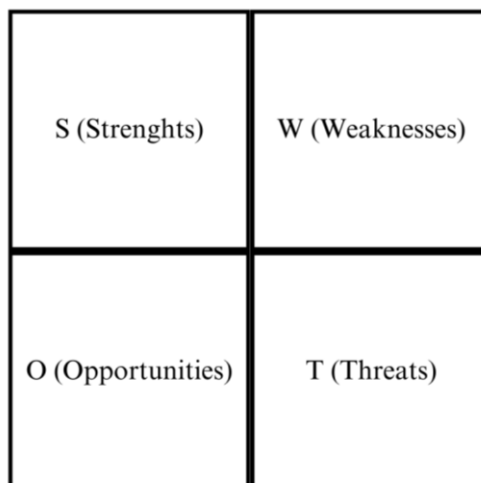 S (Strenghts)
W (Weaknesses)
O (Opportunities)
T (Threats)